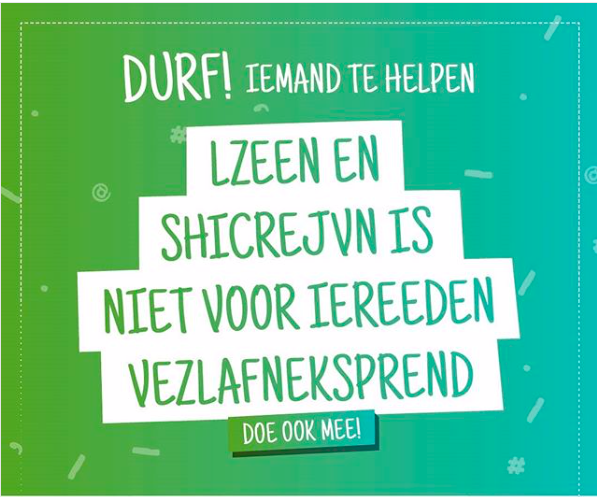 DURF! IEMAND TE HELPEN
LZEEN EN
SHICREJVN IS
NIET VOOR IEREEDEN
VEZLAFNEKSPREND
DOE OOK MEE!